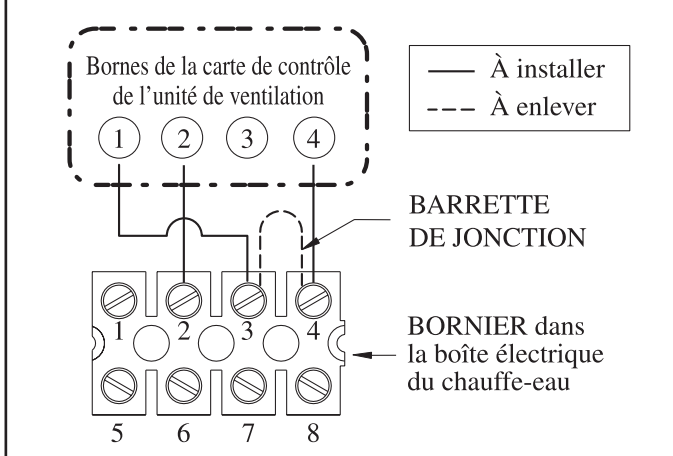 Bornes de la carte de contrôle
de l'unité de ventilation
1 2 3 4
À installer
À enlever
BARRETTE
DE JONCTION
1 2 3 4
BORNIER dans
la boîte électrique
du chauffe-eau
5 6 7 8